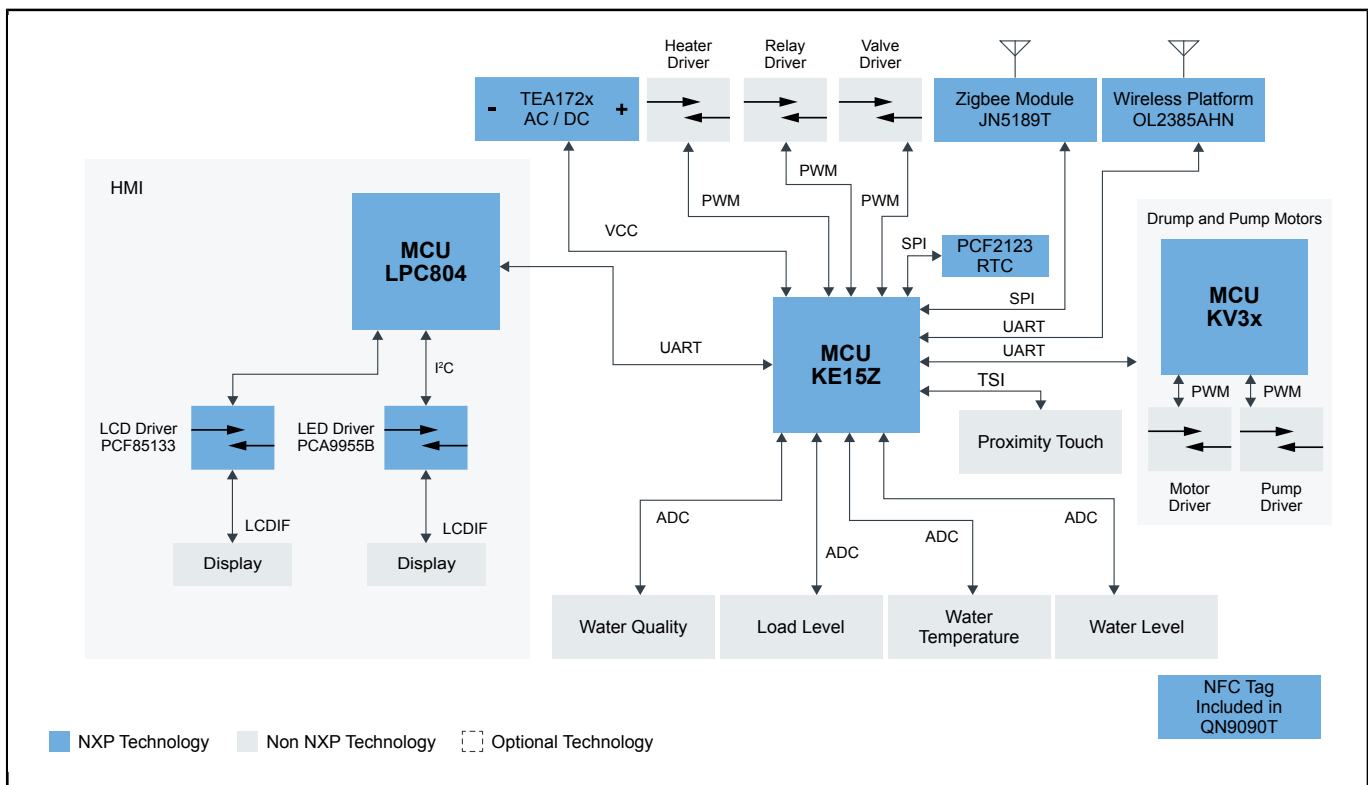 Heater
Driver
Relay
Driver
Valve
Driver
- TEA172x +
AC / DC
Zigbee Module
JN5189T
Wireless Platform
OL2385AHN
PWM
PWM
PWM
HMI
MCU
LPC804
VCC
SPI
PCF2123
RTC
Drump and Pump Motors
MCU
KV3x
SPI
UART
UART
UART
MCU
KE15Z
TSI
I²C
PWM
PWM
LCD Driver
PCF85133
LED Driver
PCA9955B
Proximity Touch
Motor
Driver
Pump
Driver
LCDIF
LCDIF
ADC
ADC
ADC
ADC
Display
Display
Water Quality
Load Level
Water
Temperature
Water Level
NFC Tag
Included in
QN9090T
NXP Technology
Non NXP Technology
Optional Technology